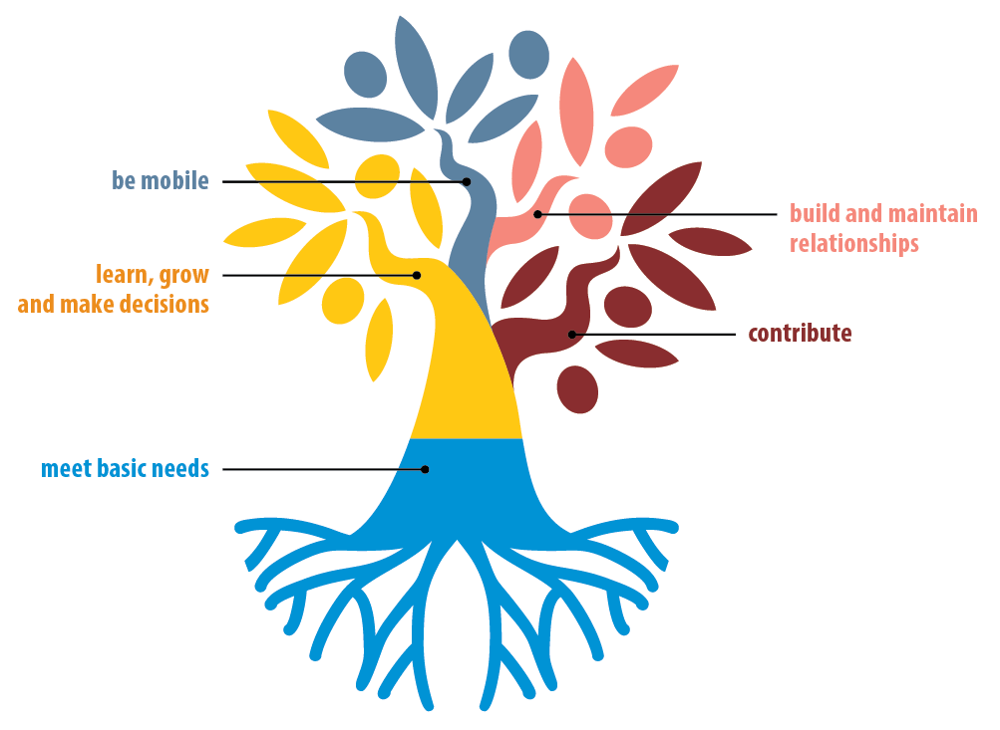 be mobile
build and maintain
relationships
learn, grow
and make decisions
contribute
meet basic needs